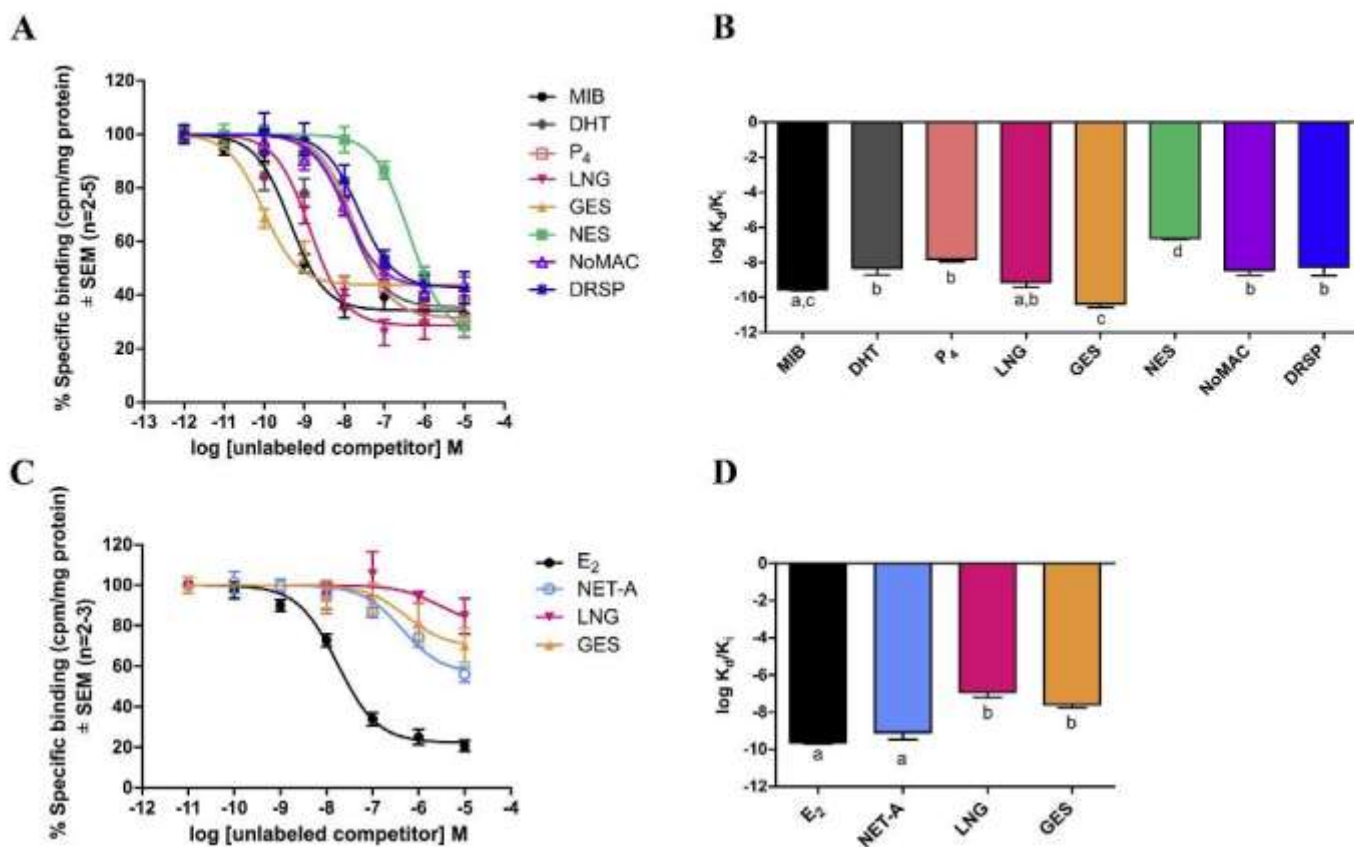 A
% Specific binding (cpm/mg protein)
± SEM (n=2-5)
120
100
80
60
40
20
0
-13 -12 -11 -10 -9 -8 -7 -6 -5 -4
log [unlabeled competitor] M
MIB
DHT
P4
LNG
GES
NES
NoMAC
DRSP
B
log Kd/Ki
0
-2
-4
-6
-8
-10
-12
a,c
b
b
a,b
c
d
b
b
MIB
DHT
P4
LNG
GES
NES
NoMAC
DRSP
C
% Specific binding (cpm/mg protein)
± SEM (n=2-3)
120
100
80
60
40
20
0
-12 -11 -10 -9 -8 -7 -6 -5 -4
log [unlabeled competitor] M
E2
NET-A
LNG
GES
D
log Kd/Ki
0
-2
-4
-6
-8
-10
-12
a
a
b
b
E2
NET-A
LNG
GES